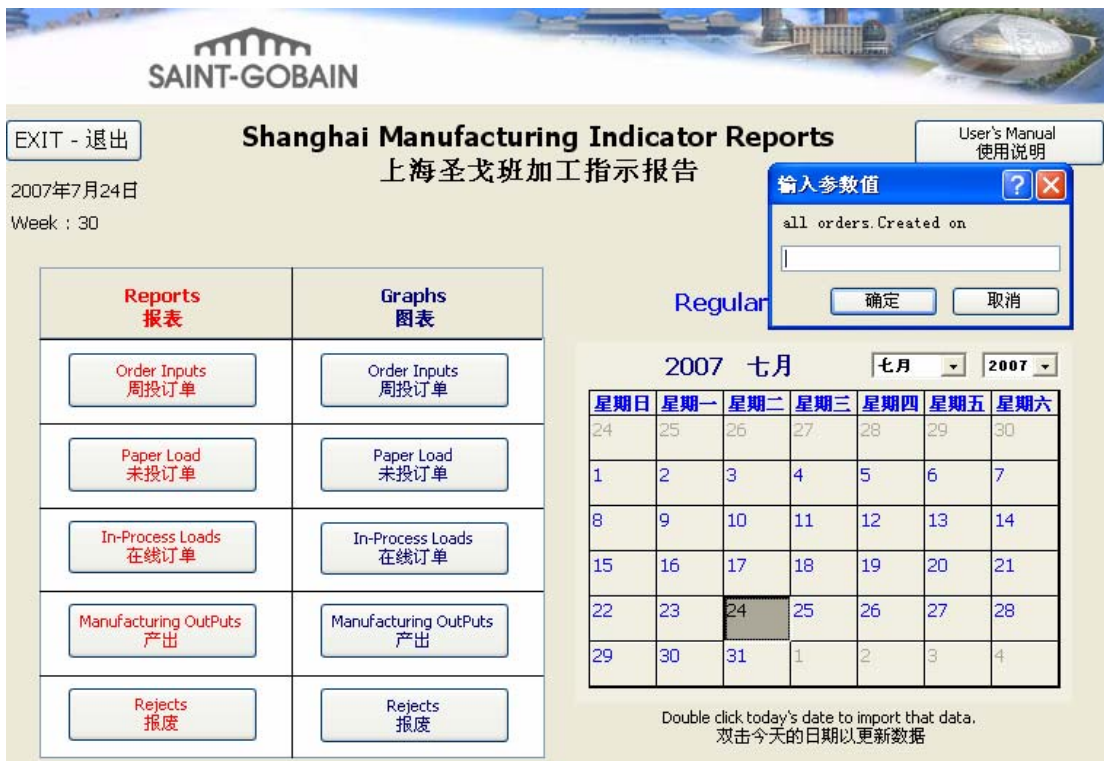 SAINT-GOBAIN
EXIT - 退出
Shanghai Manufacturing Indicator Reports
上海圣戈班加工指示报告
User's Manual
使用说明
2007年7月24日
Week : 30
输入参数值
all orders.Created on
确定
取消
Reports
报表
Graphs
图表
Regular
Order Inputs
周投订单
Order Inputs
周投订单
Paper Load
未投订单
Paper Load
未投订单
In-Process Loads
在线订单
In-Process Loads
在线订单
Manufacturing OutPuts
产出
Manufacturing OutPuts
产出
Rejects
报废
Rejects
报废
2007 七月
七月 2007
星期日 星期一 星期二 星期三 星期四 星期五 星期六
24 25 26 27 28 29 30
1 2 3 4 5 6 7
8 9 10 11 12 13 14
15 16 17 18 19 20 21
22 23 24 25 26 27 28
29 30 31 1 2 3 4
Double click today's date to import that data.
双击今天的日期以更新数据